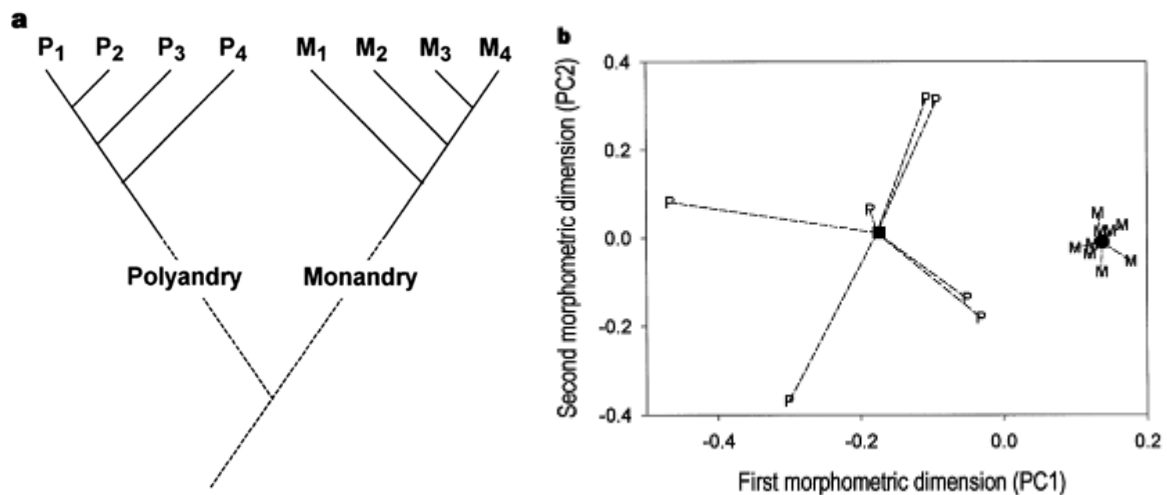 a
P1 P2 P3 P4 M1 M2 M3 M4
Polyandry Monandry
b
Second morphometric dimension (PC2)
0.4
0.2
0.0
-0.2
-0.4
P P
P
P
P
P
P
M
M
M
M
M
M
M
-0.4 -0.2 0.0 0.2
First morphometric dimension (PC1)